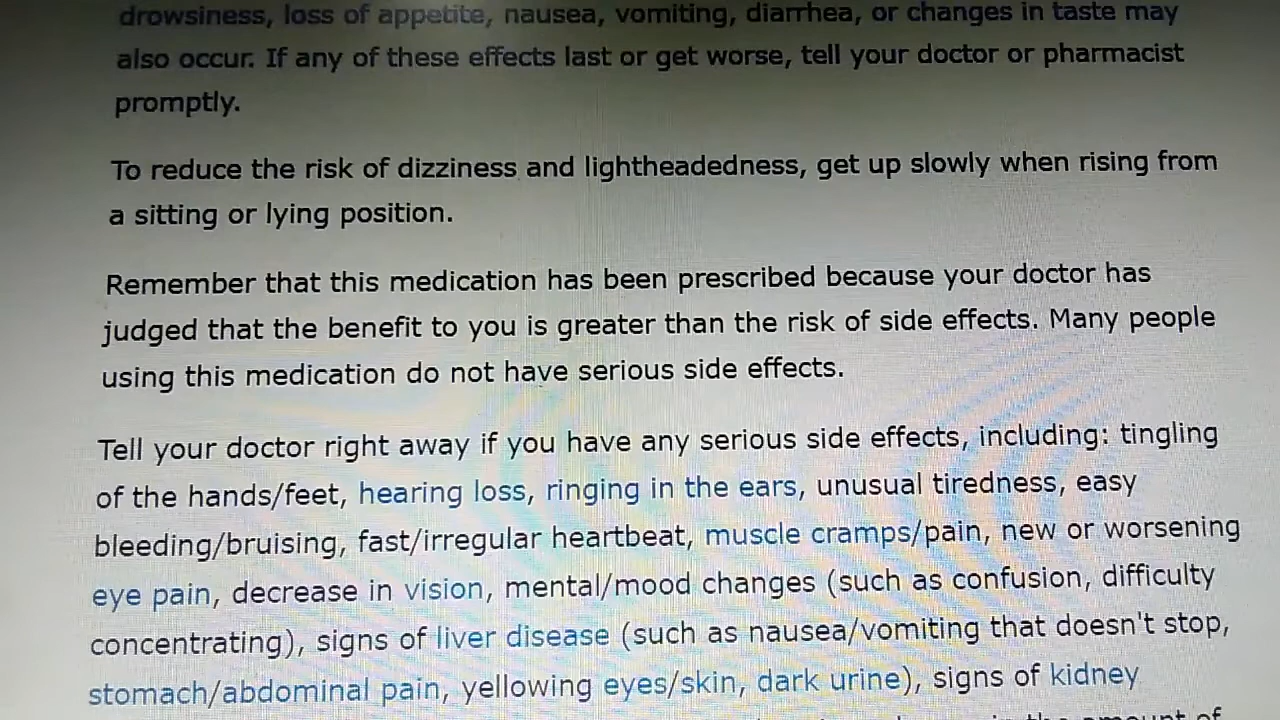 drowsiness, loss of appetite, nausea, vomiting, diarrhea, or changes in taste may
also occur. If any of these effects last or get worse, tell your doctor or pharmacist
promptly.
To reduce the risk of dizziness and lightheadedness, get up slowly when rising from
a sitting or lying position.
Remember that this medication has been prescribed because your doctor has
judged that the benefit to you is greater than the risk of side effects. Many people
using this medication do not have serious side effects.
Tell your doctor right away if you have any serious side effects, including: tingling
of the hands/feet, hearing loss, ringing in the ears, unusual tiredness, easy
bleeding/bruising, fast/irregular heartbeat, muscle cramps/pain, new or worsening
eye pain, decrease in vision, mental/mood changes (such as confusion, difficulty
concentrating), signs of liver disease (such as nausea/vomiting that doesn't stop,
stomach/abdominal pain, yellowing eyes/skin, dark urine), signs of kidney
in the amount of